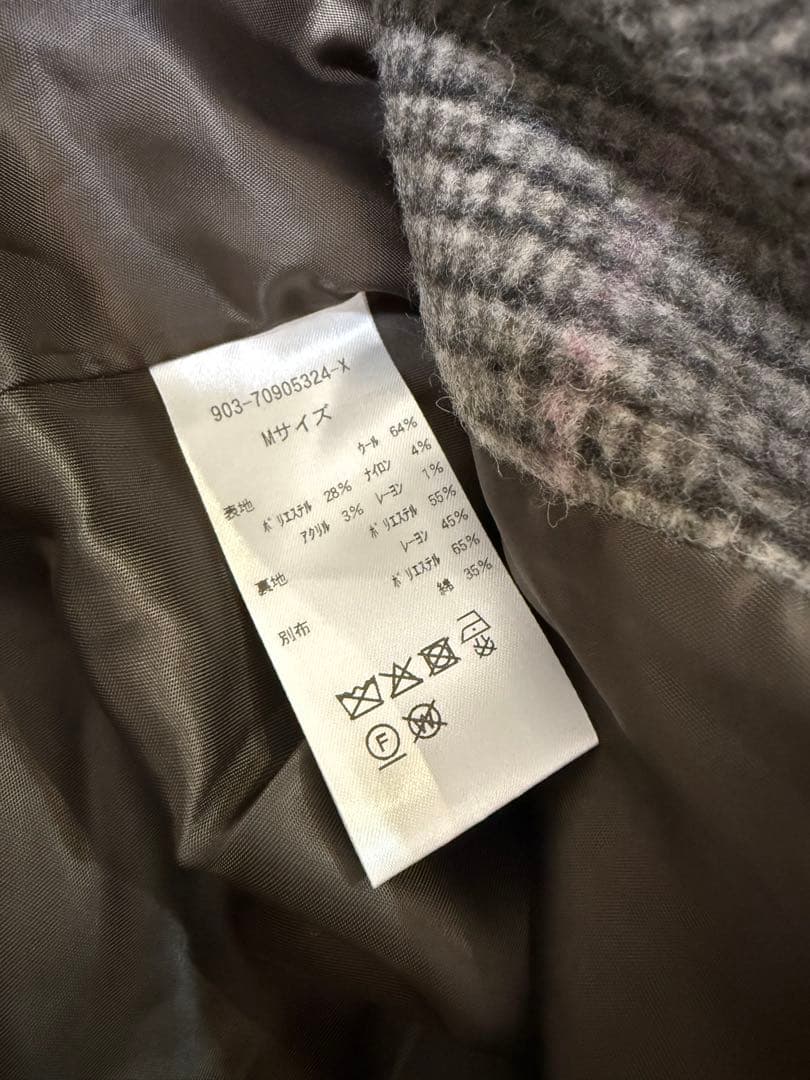 903-70905324-X
Mサイズ
表地 ウール 64%
ポリエステル 28% ナイロン 4%
アクリル 3% レーヨン 1%
裏地 ポリエステル 55%
レーヨン 45%
別布 ポリエステル 65%
綿 35%
F W